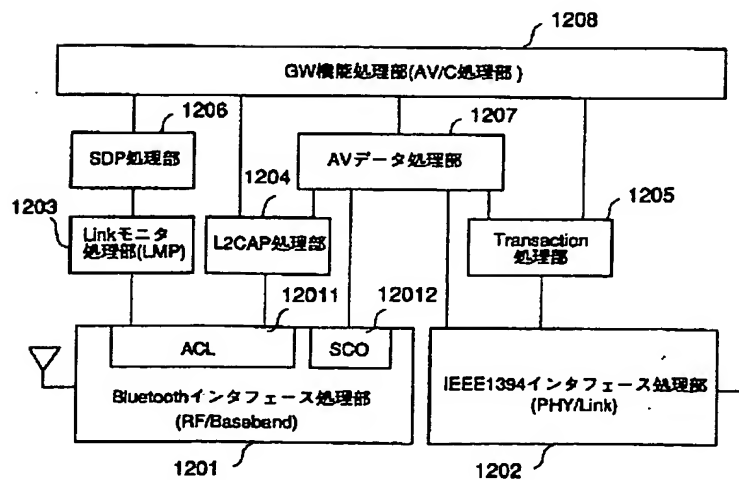 1208
GW機能処理部(AV/C処理部)
1206
SDP処理部
1207
AVデータ処理部
1203
Linkモニタ
処理部(LMP)
1204
L2CAP処理部
1205
Transaction
処理部
12011
ACL
12012
SCO
Bluetoothインタフェース処理部
(RF/Baseband)
1201
IEEE1394インタフェース処理部
(PHY/Link)
1202